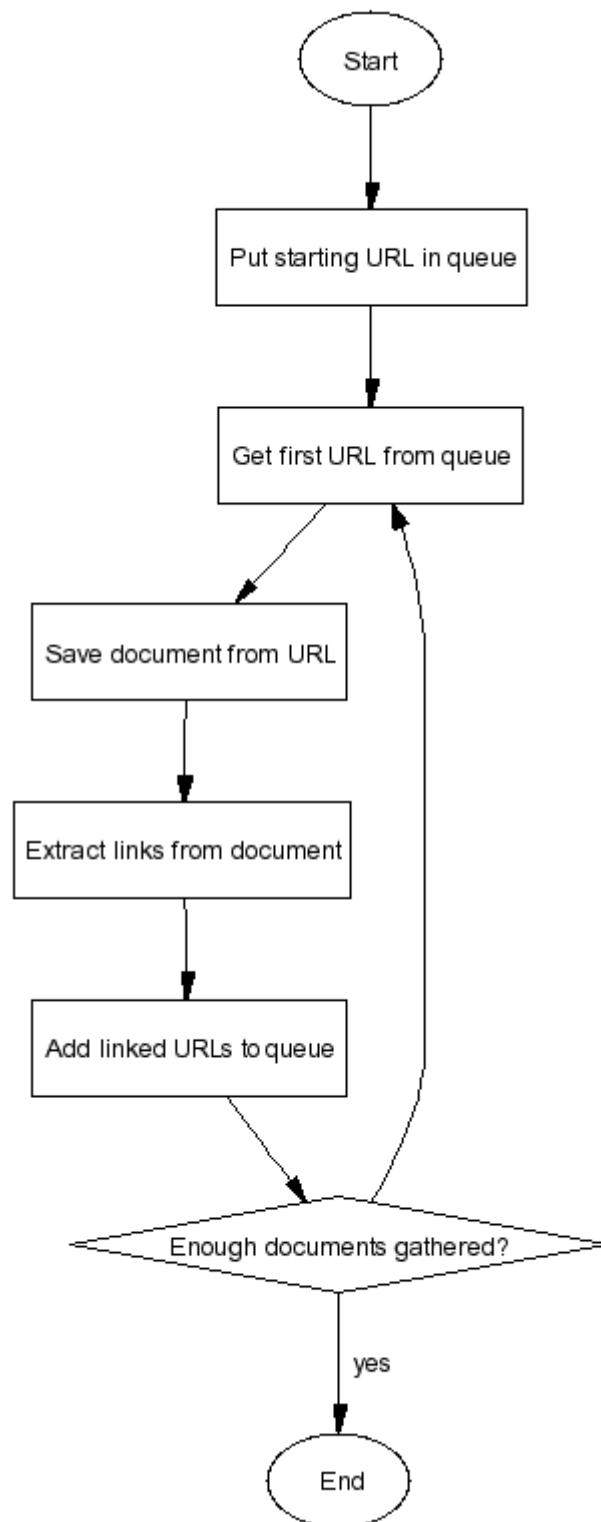 Start
Put starting URL in queue
Get first URL from queue
Save document from URL
Extract links from document
Add linked URLs to queue
Enough documents gathered?
yes
End